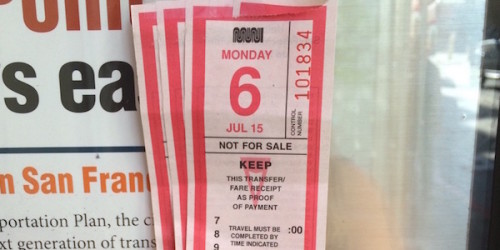 Poin
s ea
n San Fran
portation Plan, the c
xt generation of trans
muni
MONDAY
6
JUL 15
CONTROL NUMBER 101834
NOT FOR SALE
KEEP
THIS TRANSFER/
FARE RECEIPT
AS PROOF
OF PAYMENT
7
8 TRAVEL MUST BE :00
COMPLETED BY
9 TIME INDICATED